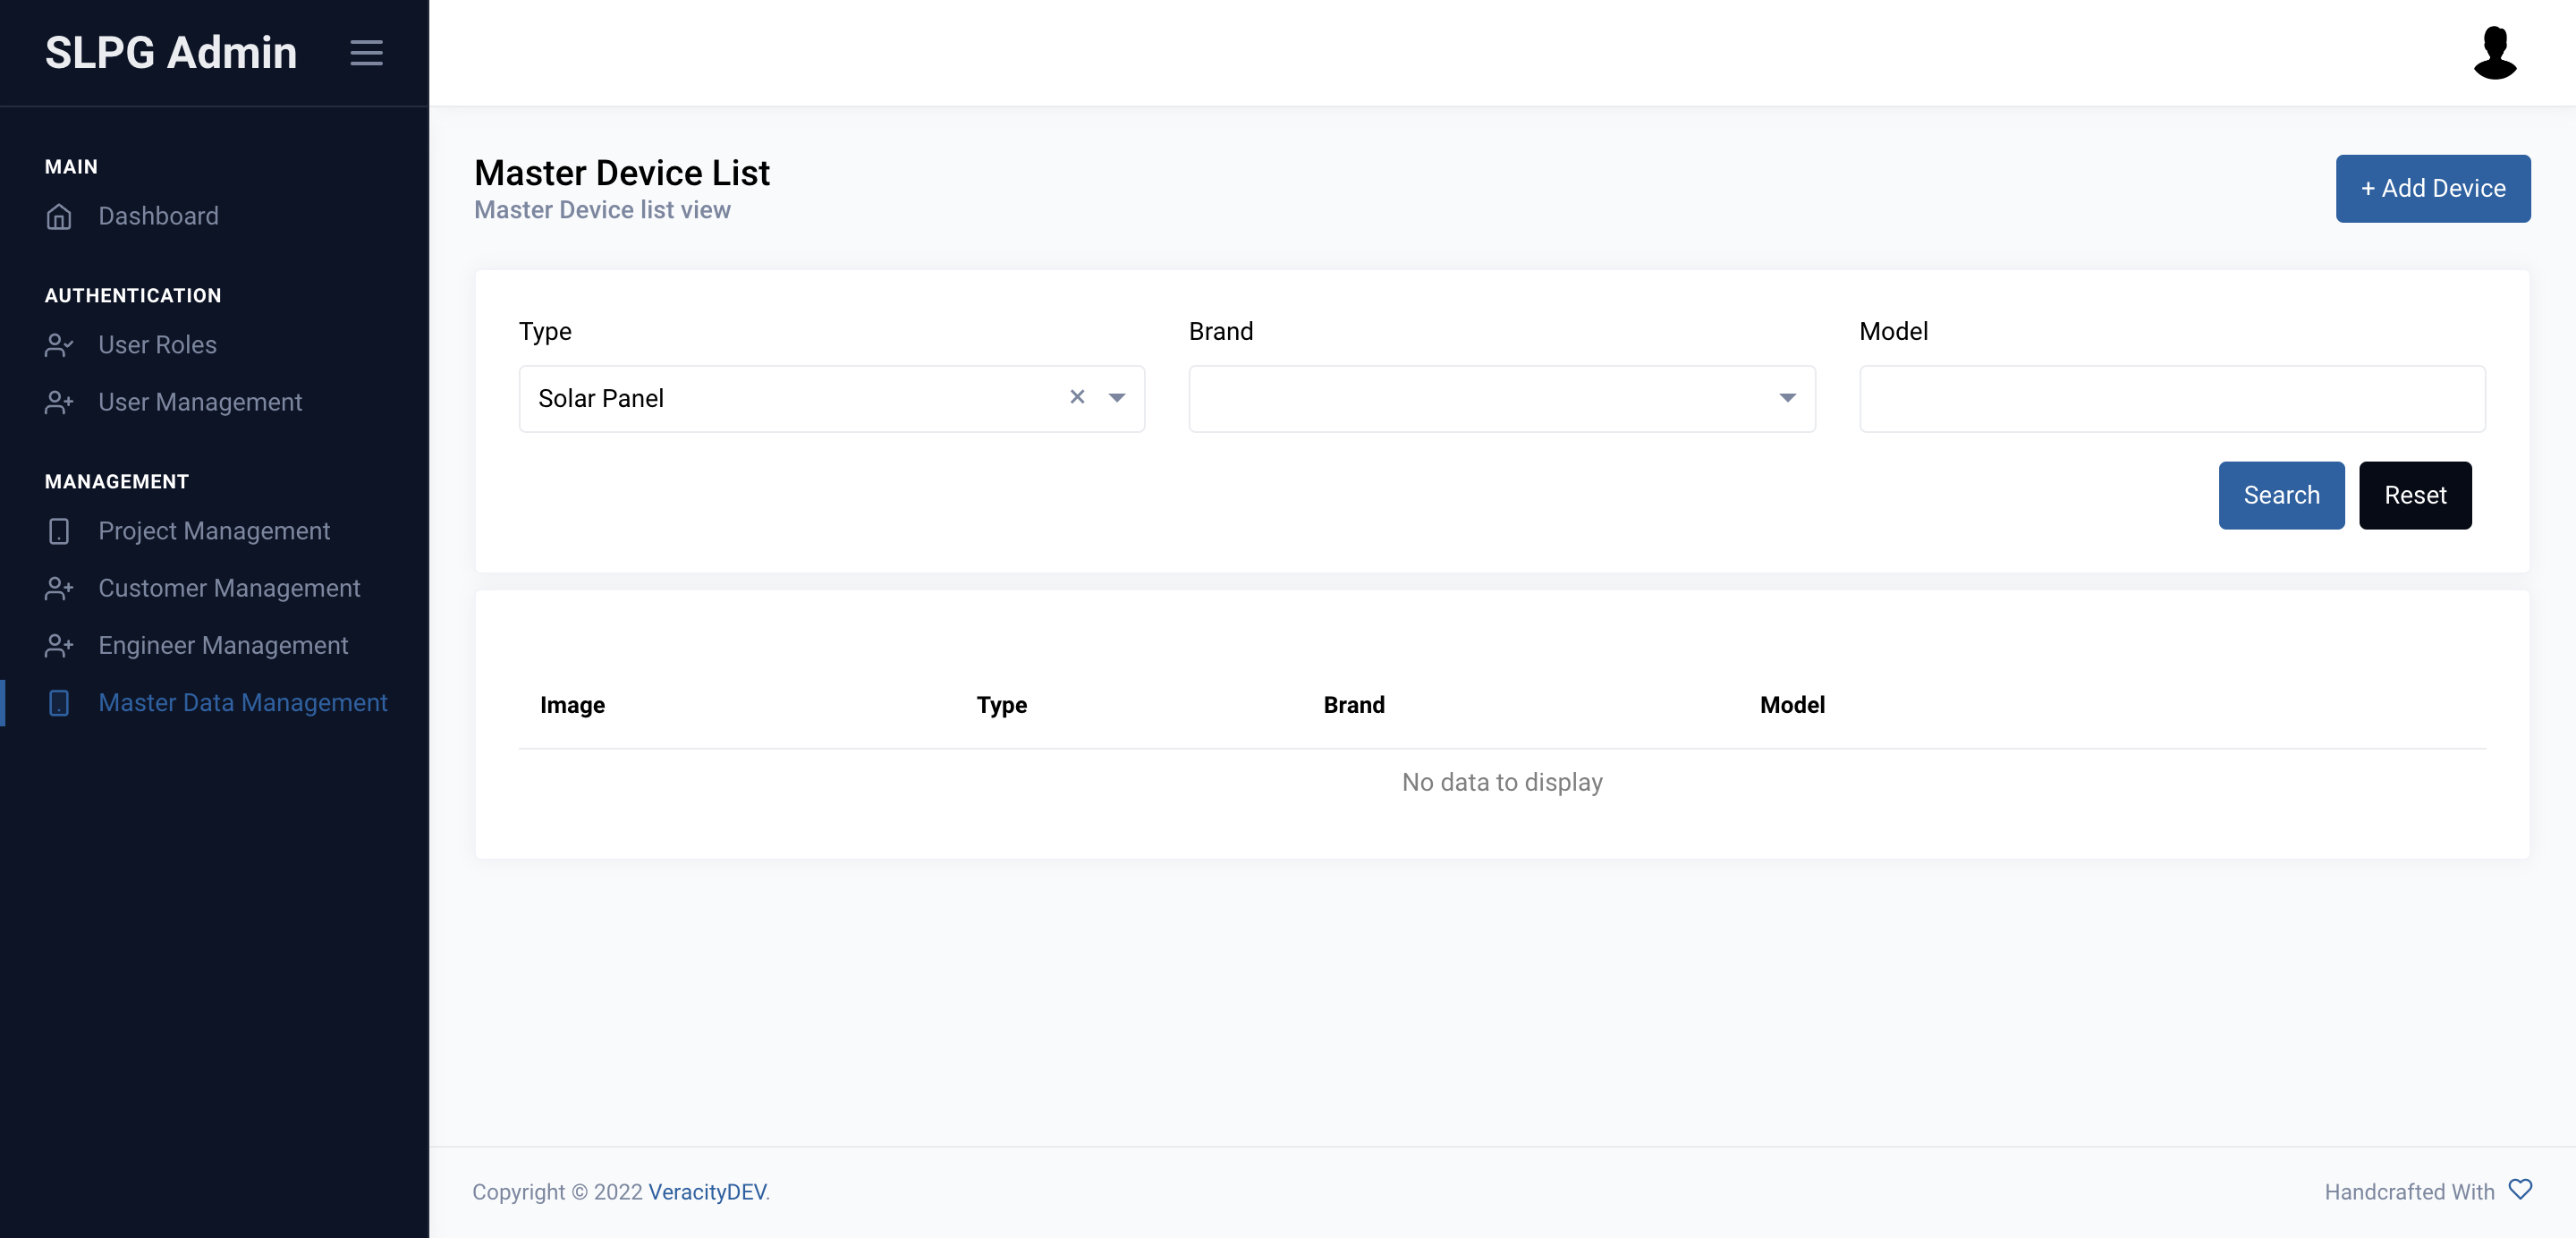 SLPG Admin
MAIN
Dashboard
AUTHENTICATION
User Roles
User Management
MANAGEMENT
Project Management
Customer Management
Engineer Management
Master Data Management
Master Device List
Master Device list view
+ Add Device
Type
Brand
Model
Solar Panel
Search
Reset
Image
Type
Brand
Model
No data to display
Copyright © 2022 VeracityDEV.
Handcrafted With